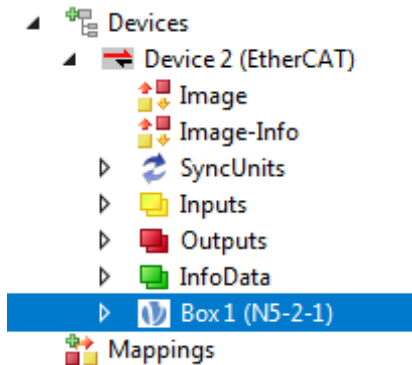 Devices
Device 2 (EtherCAT)
Image
Image-Info
SyncUnits
Inputs
Outputs
InfoData
Box 1 (N5-2-1)
Mappings